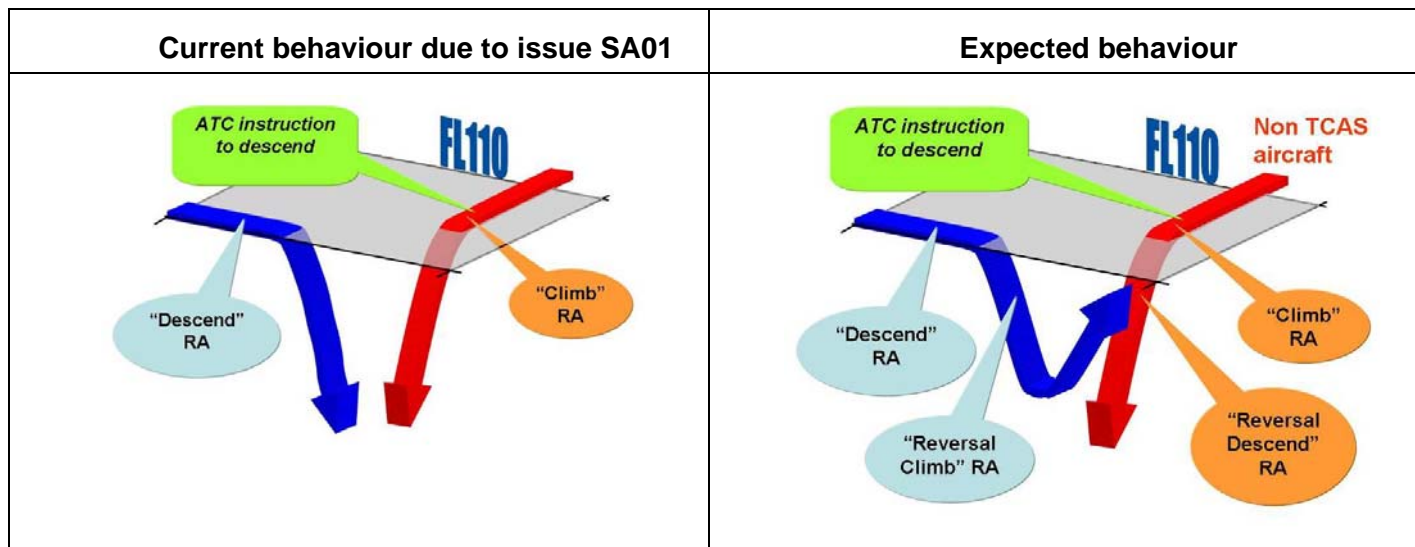 Current behaviour due to issue SA01
Expected behaviour
ATC instruction
to descend
FL110
"Descend"
RA
"Climb"
RA
ATC instruction
to descend
FL110
Non TCAS
aircraft
"Descend"
RA
"Climb"
RA
"Reversal
Climb" RA
"Reversal
Descend"
RA